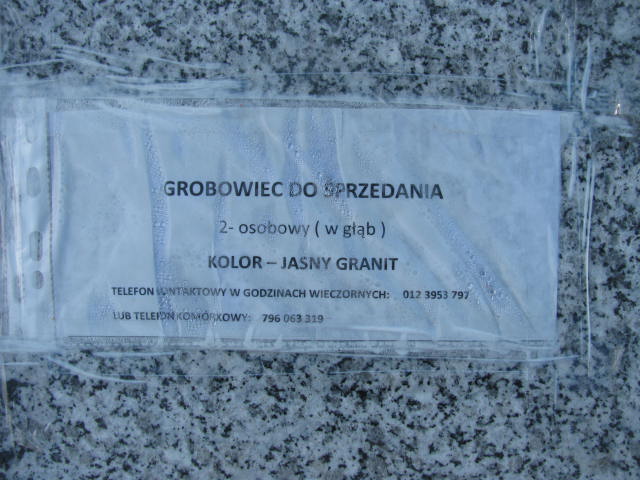 GROBOWIEC DO SPRZEDANIA
2- osobowy ( w głąb )
KOLOR – JASNY GRANIT
TELEFON KONTAKTOWY W GODZINACH WIECZORNYCH: 012 3953 797
LUB TELEFON KOMÓRKOWY: 796 063 319